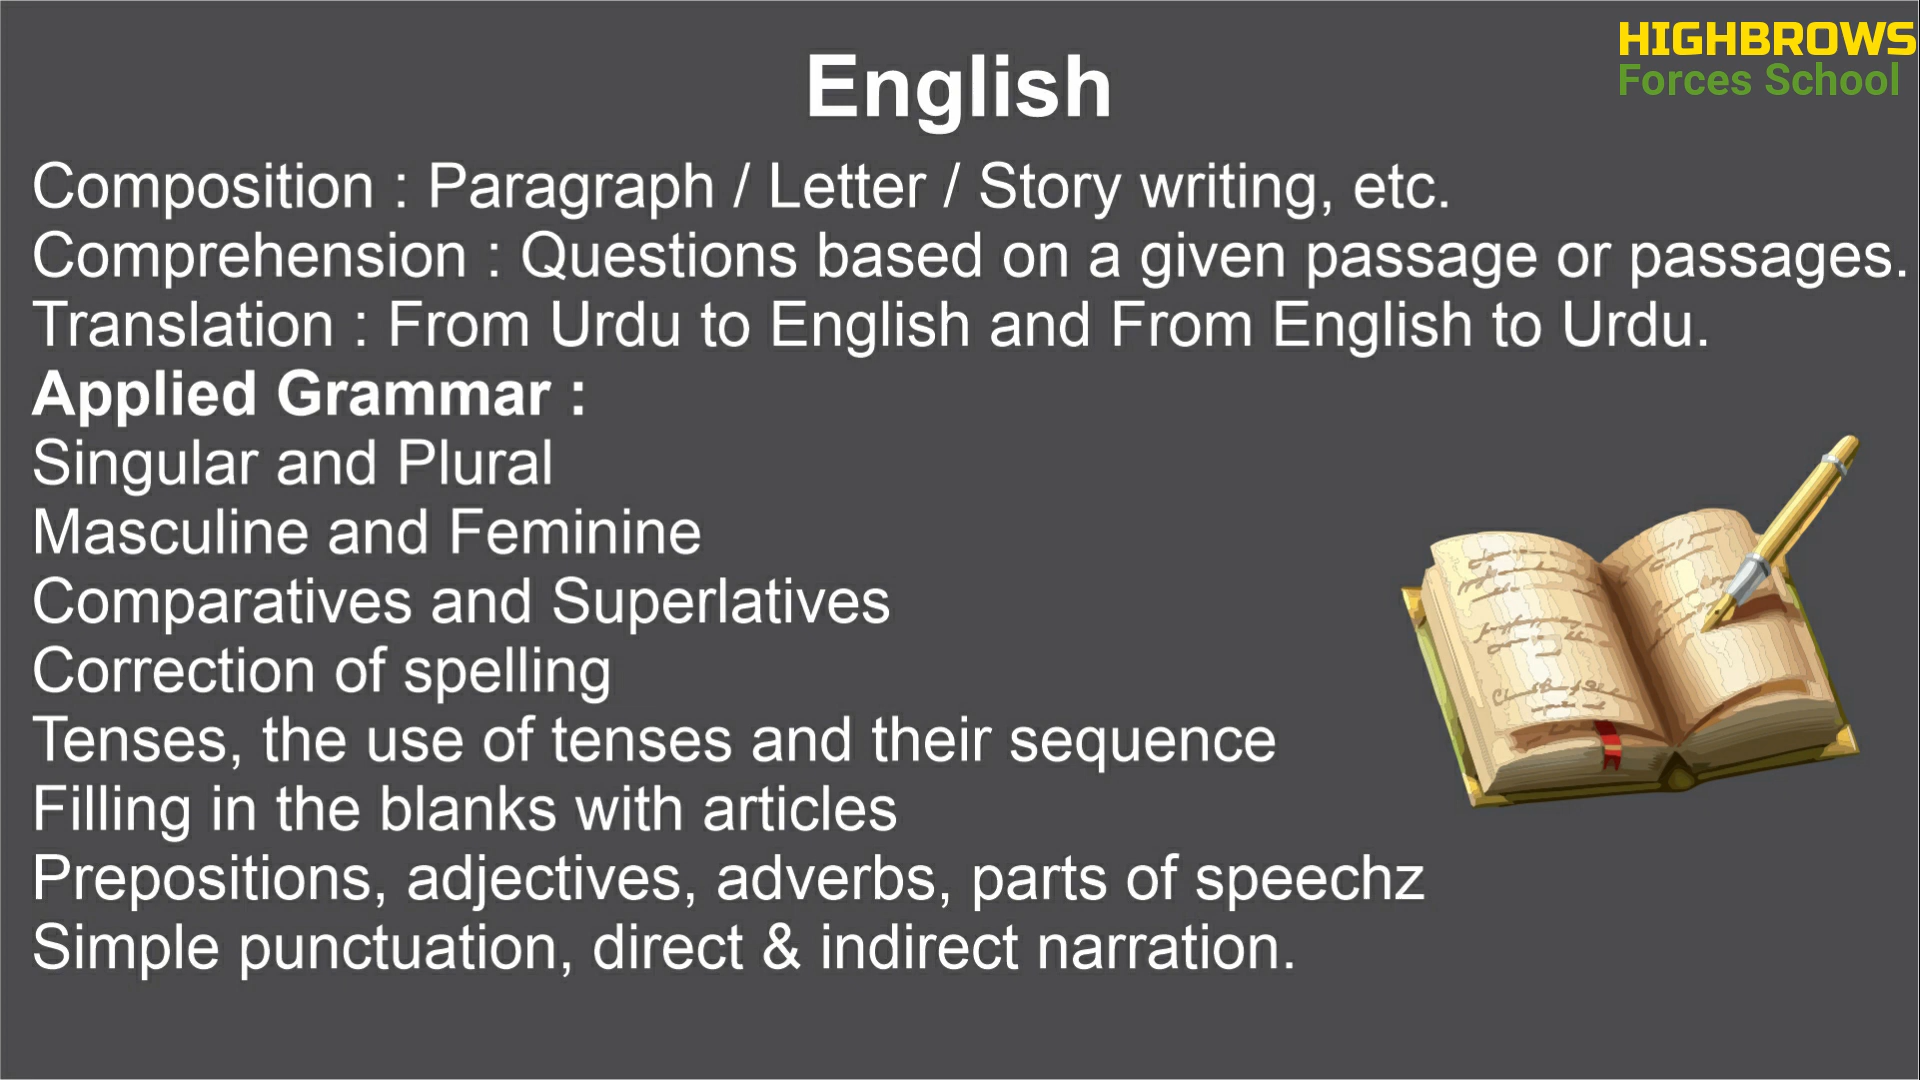 HIGHBROWS
Forces School
English
Composition : Paragraph / Letter / Story writing, etc.
Comprehension : Questions based on a given passage or passages.
Translation : From Urdu to English and From English to Urdu.
Applied Grammar :
Singular and Plural
Masculine and Feminine
Comparatives and Superlatives
Correction of spelling
Tenses, the use of tenses and their sequence
Filling in the blanks with articles
Prepositions, adjectives, adverbs, parts of speechz
Simple punctuation, direct & indirect narration.